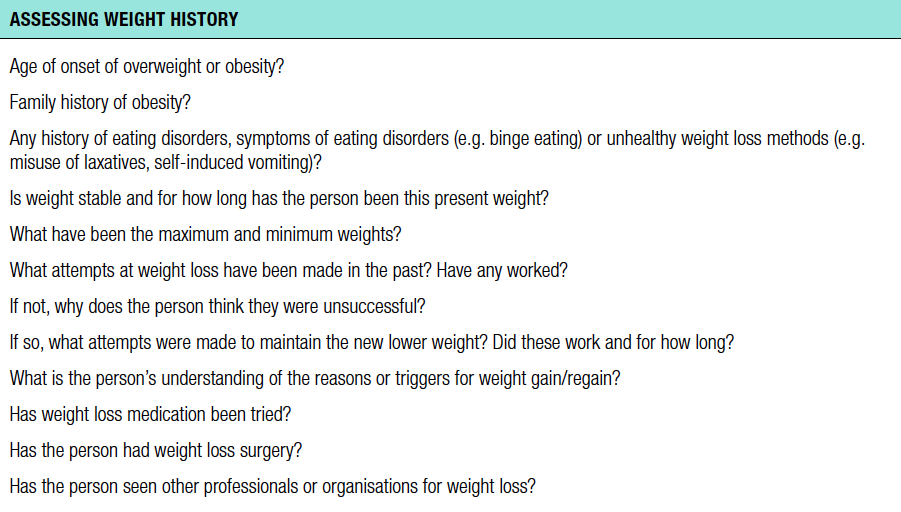 ASSESSING WEIGHT HISTORY
Age of onset of overweight or obesity?
Family history of obesity?
Any history of eating disorders, symptoms of eating disorders (e.g. binge eating) or unhealthy weight loss methods (e.g.
misuse of laxatives, self-induced vomiting)?
Is weight stable and for how long has the person been this present weight?
What have been the maximum and minimum weights?
What attempts at weight loss have been made in the past? Have any worked?
If not, why does the person think they were unsuccessful?
If so, what attempts were made to maintain the new lower weight? Did these work and for how long?
What is the person’s understanding of the reasons or triggers for weight gain/regain?
Has weight loss medication been tried?
Has the person had weight loss surgery?
Has the person seen other professionals or organisations for weight loss?